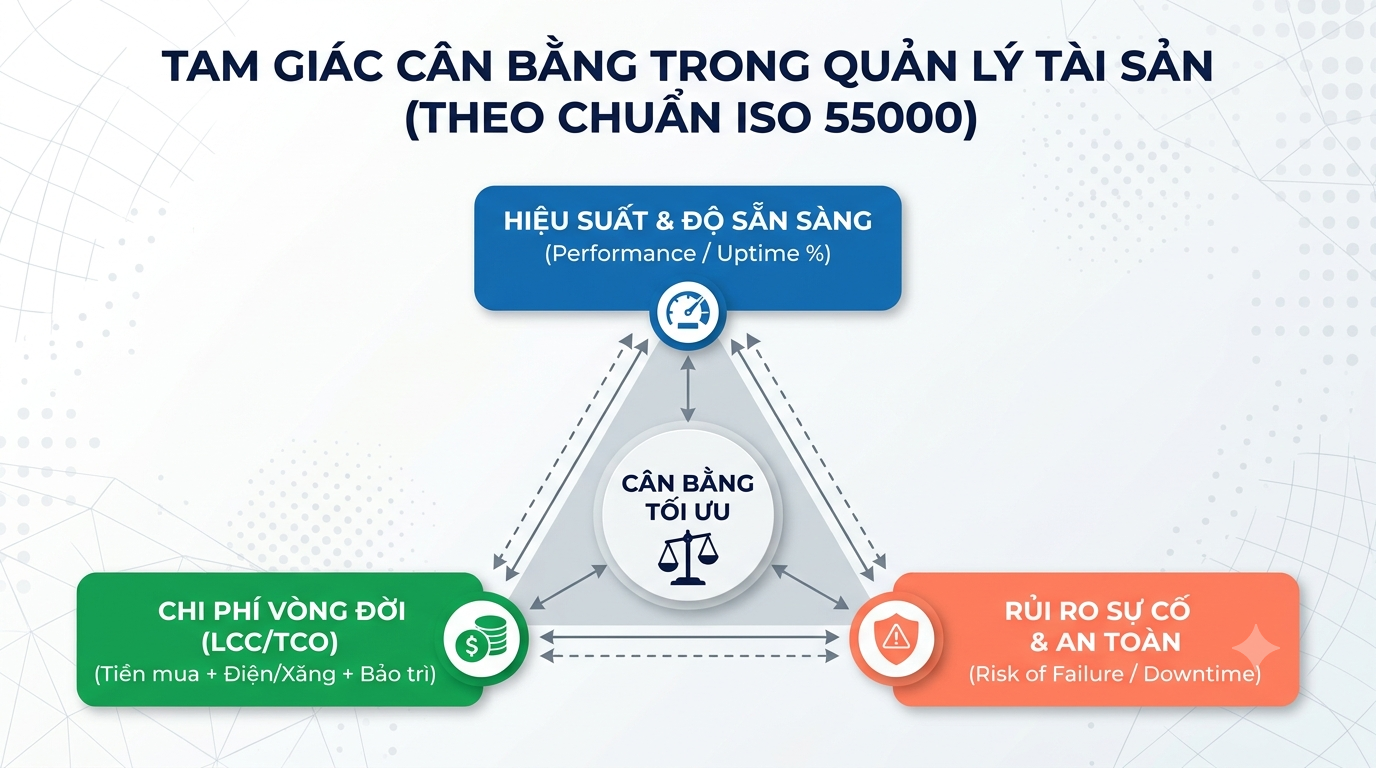 TAM GIÁC CÂN BẰNG TRONG QUẢN LÝ TÀI SẢN
(THEO CHUẨN ISO 55000)
HIỆU SUẤT & ĐỘ SẴN SÀNG
(Performance / Uptime %)
CÂN BẰNG
TỐI ƯU
CHI PHÍ VÒNG ĐỜI
(LCC/TCO)
(Tiền mua + Điện/Xăng + Bảo trì)
$
RỦI RO SỰ CỐ
& AN TOÀN
(Risk of Failure / Downtime)